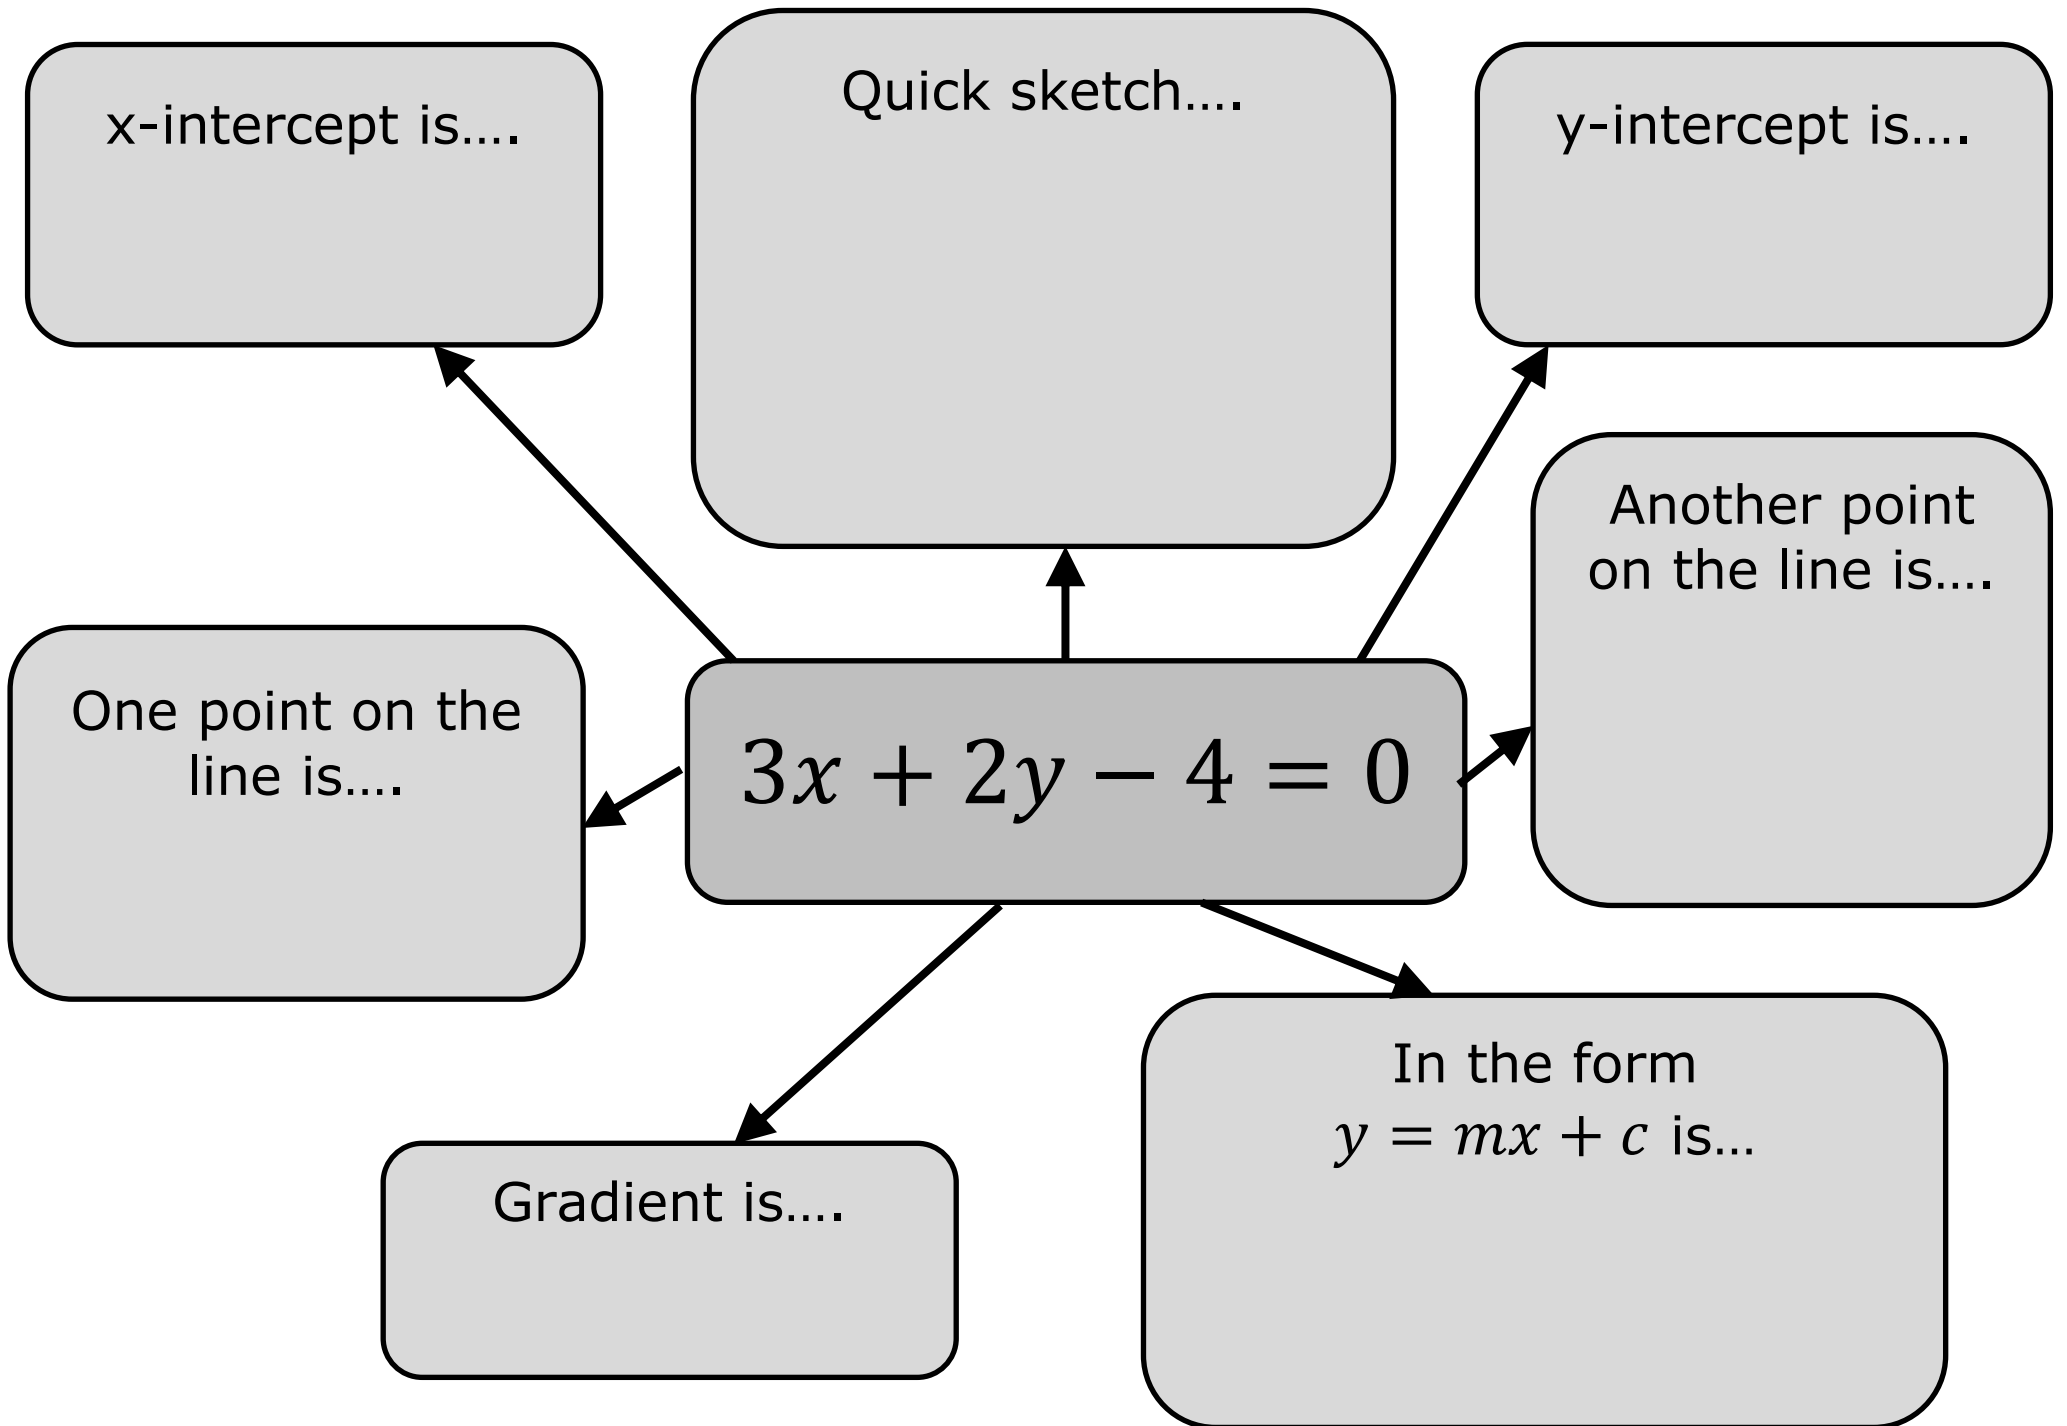 x-intercept is....
Quick sketch....
y-intercept is....
Another point
on the line is....
One point on the
line is....
3x + 2y − 4 = 0
Gradient is....
In the form
y = mx + c is...